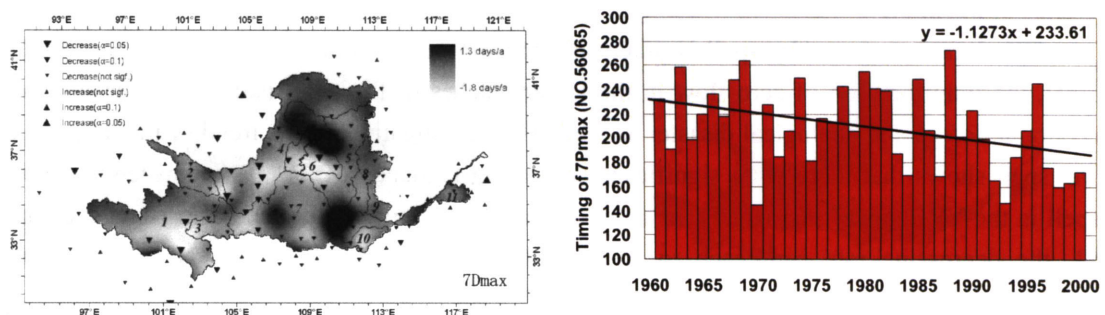 93°E 97°E 101°E 105°E 109°E 113°E 117°E 121°E
Decrease(α=0.05)
Decrease(α=0.1)
Decrease(not sigf.)
Increase(not sigf.)
Increase(α=0.1)
Increase(α=0.05)
1.3 days/a
-1.8 days/a
41°N
37°N
33°N
41°N
37°N
33°N
1
2
3
6
8
10
11
7Dmax
97°E 101°E 105°E 109°E 113°E 117°E
Timing of 7Pmax (NO.56065)
y = -1.1273x + 233.61
300
280
260
240
220
200
180
160
140
120
100
1960 1965 1970 1975 1980 1985 1990 1995 2000